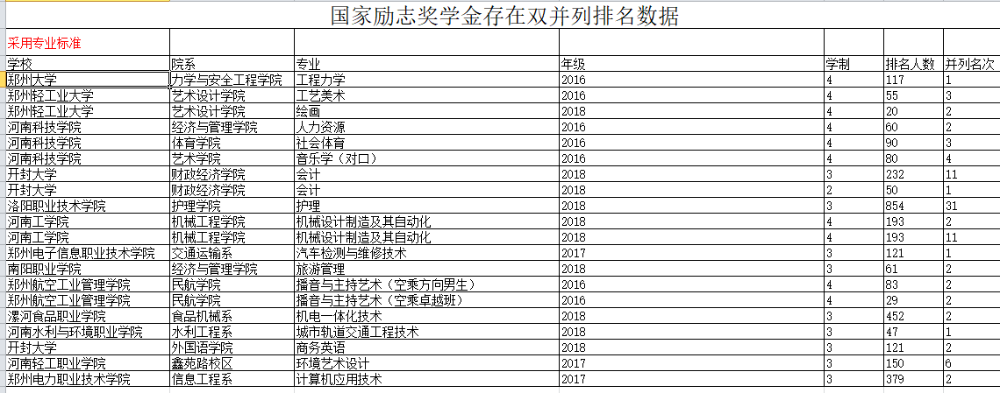 国家励志奖学金存在双并列排名数据
采用专业标准
学校 院系 专业 年级 学制 排名人数 并列名次
郑州大学 力学与安全工程学院 工程力学 2016 4 117 1
郑州轻工业大学 艺术设计学院 工艺美术 2016 4 55 3
郑州轻工业大学 艺术设计学院 绘画 2018 4 20 2
河南科技学院 经济与管理学院 人力资源 2016 4 60 2
河南科技学院 体育学院 社会体育 2016 4 90 3
河南科技学院 艺术学院 音乐学（对口） 2016 4 80 4
开封大学 财政经济学院 会计 2018 3 232 11
开封大学 财政经济学院 会计 2018 2 50 1
洛阳职业技术学院 护理学院 护理 2018 3 854 31
河南工学院 机械工程学院 机械设计制造及其自动化 2018 4 193 2
河南工学院 机械工程学院 机械设计制造及其自动化 2018 4 193 11
郑州电子信息职业技术学院 交通运输系 汽车检测与维修技术 2017 3 121 1
南阳职业学院 经济与管理学院 旅游管理 2018 3 61 2
郑州航空工业管理学院 民航学院 播音与主持艺术（空乘方向男生） 2016 4 83 2
郑州航空工业管理学院 民航学院 播音与主持艺术（空乘卓越班） 2016 4 29 2
漯河食品职业学院 食品机械系 机电一体化技术 2018 3 452 2
河南水利与环境职业学院 水利工程系 城市轨道交通工程技术 2018 3 47 1
开封大学 外国语学院 商务英语 2018 3 121 2
河南轻工职业学院 鑫苑路校区 环境艺术设计 2017 3 150 6
郑州电力职业技术学院 信息工程系 计算机应用技术 2017 3 379 2